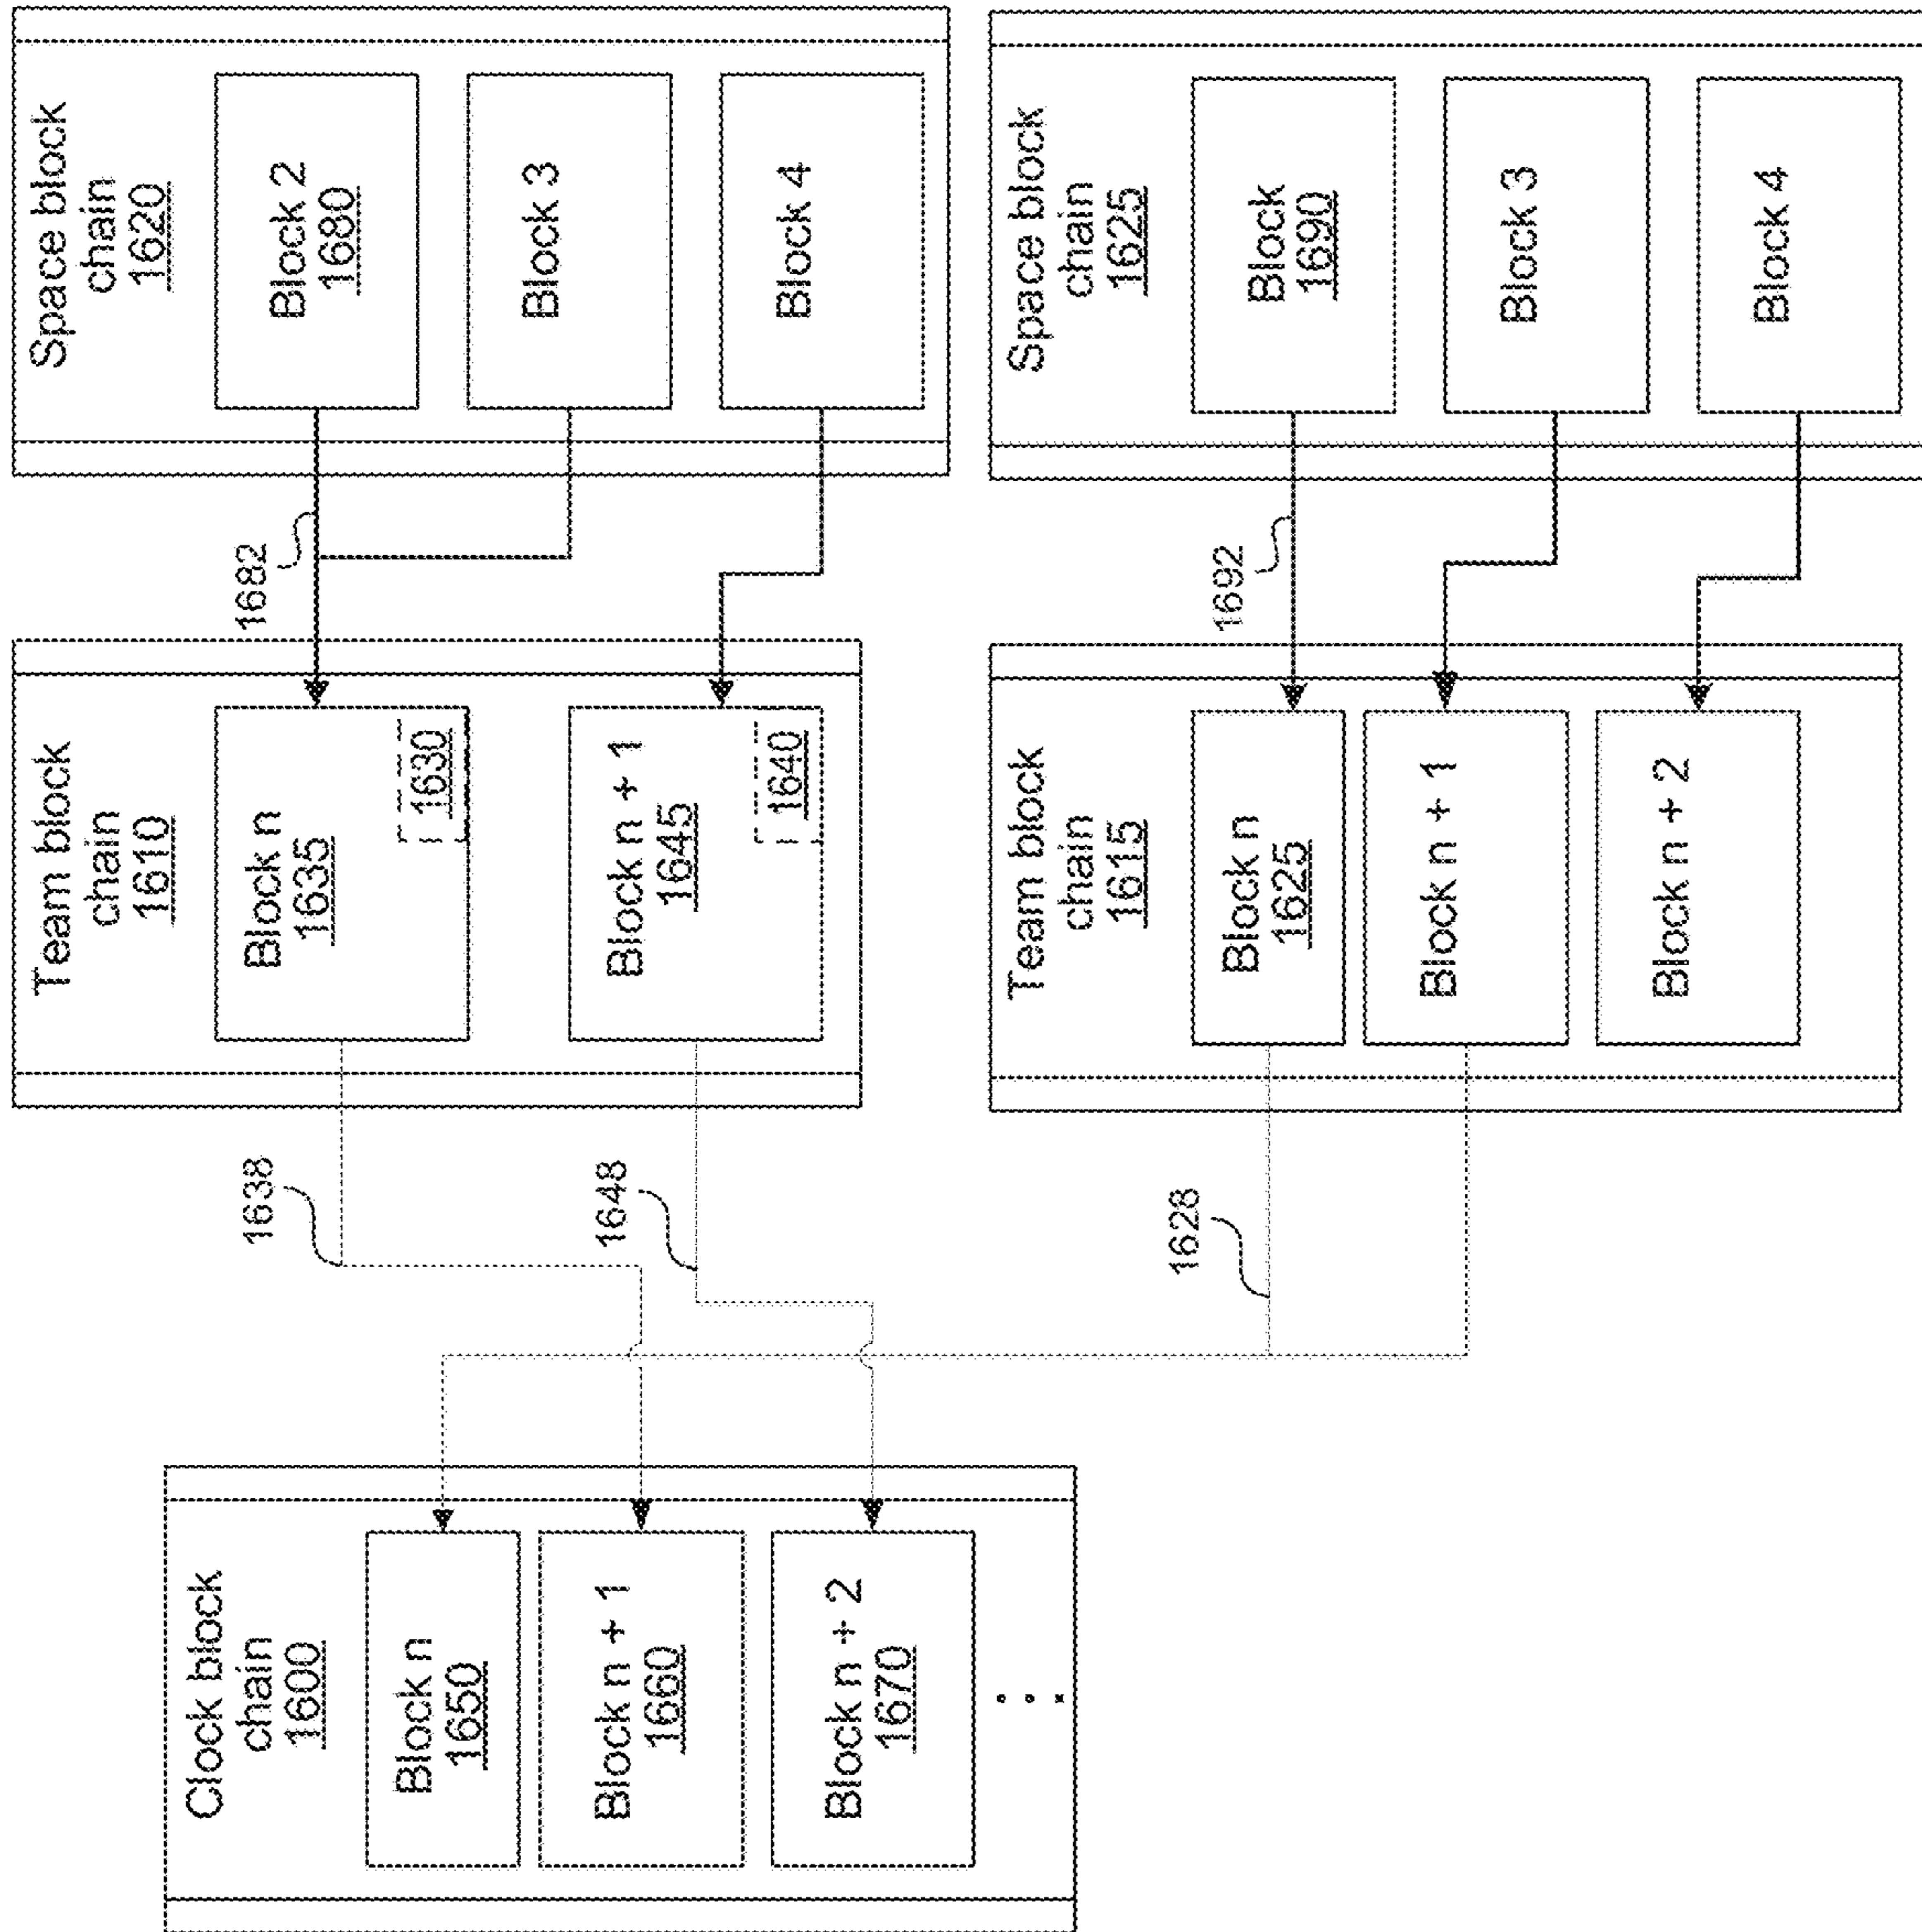 Clock block
chain
1600
Block n
1650
Block n + 1
1660
Block n + 2
1670
1638
1648
1628
Team block
chain
1610
Block n
1635
1630
Block n + 1
1645
1640
Team block
chain
1615
Block n
1625
Block n + 1
Block n + 2
1682
1692
Space block
chain
1620
Block 2
1680
Block 3
Block 4
Space block
chain
1625
Block
1690
Block 3
Block 4